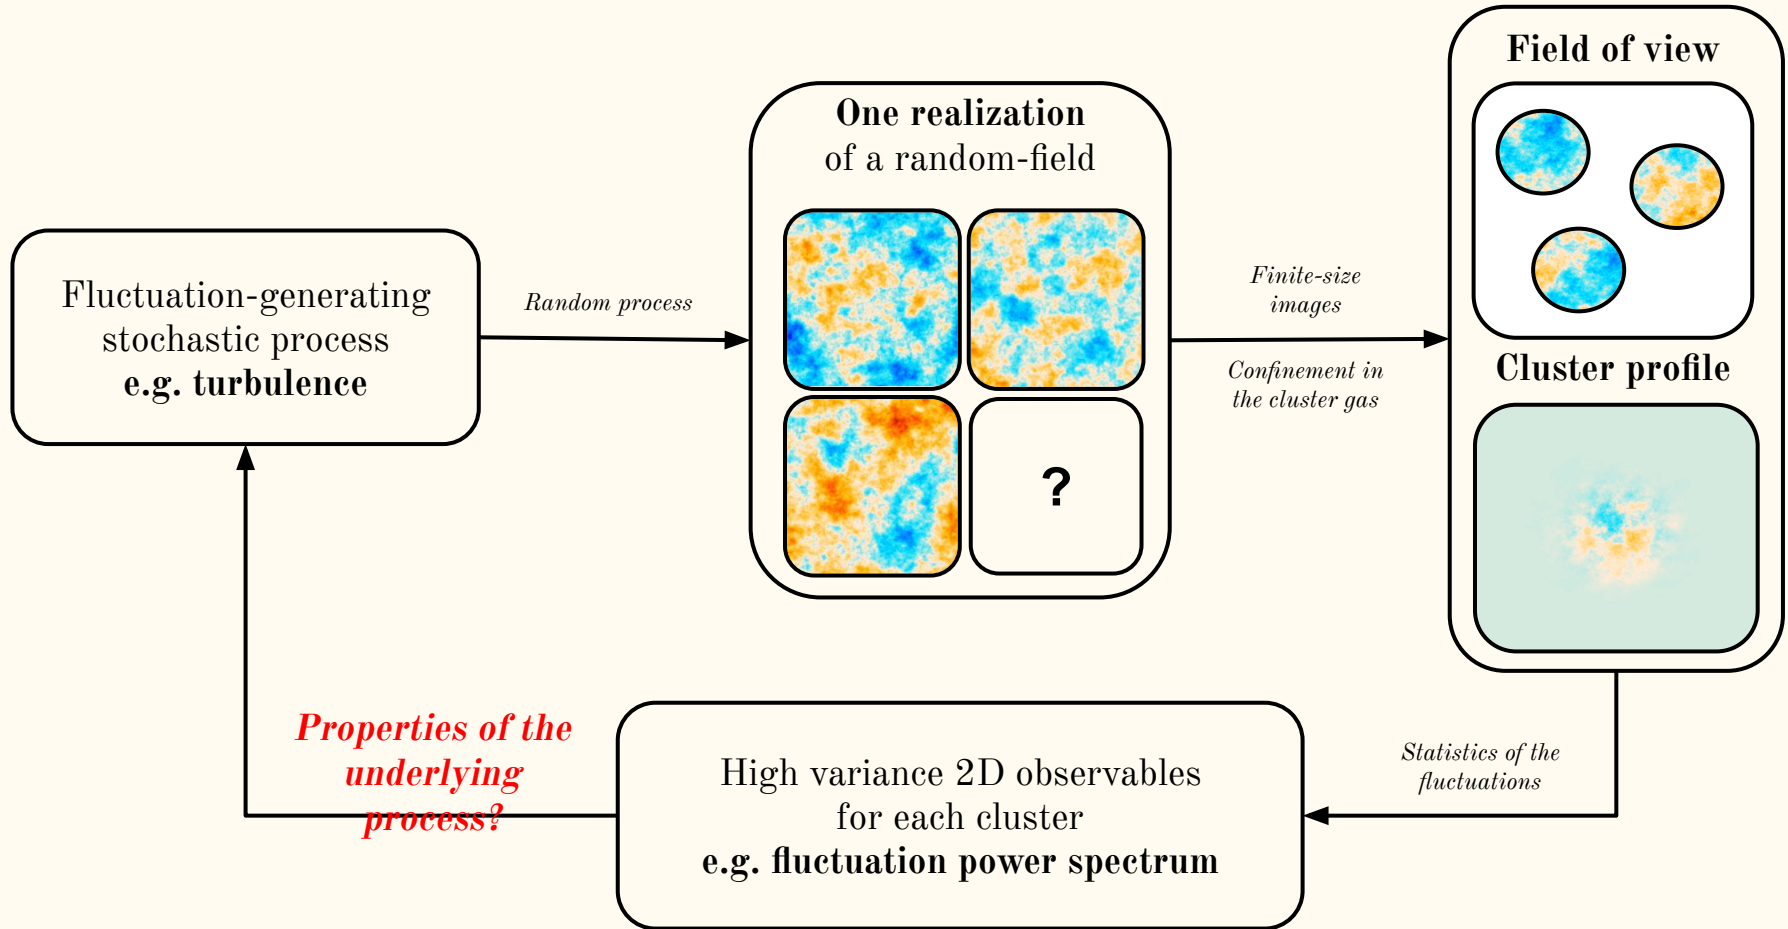 Fluctuation-generating
stochastic process
e.g. turbulence
Random process
One realization
of a random-field
?
Finite-size
images
Confinement in
the cluster gas
Field of view
Cluster profile
Statistics of the
fluctuations
High variance 2D observables
for each cluster
e.g. fluctuation power spectrum
Properties of the
underlying
process?